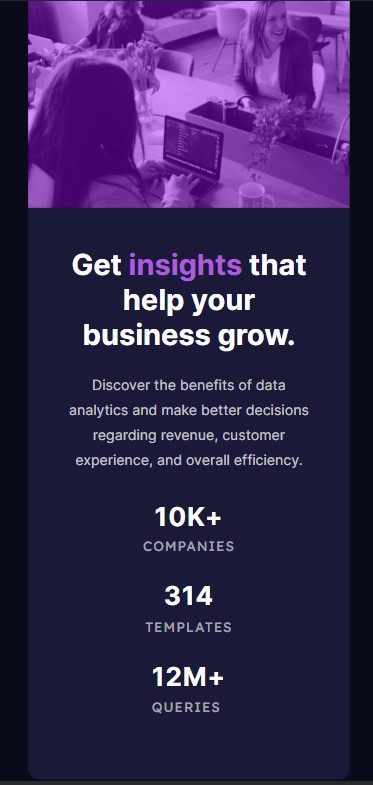 Get insights that
help your
business grow.
Discover the benefits of data
analytics and make better decisions
regarding revenue, customer
experience, and overall efficiency.
10K+
COMPANIES
314
TEMPLATES
12M+
QUERIES